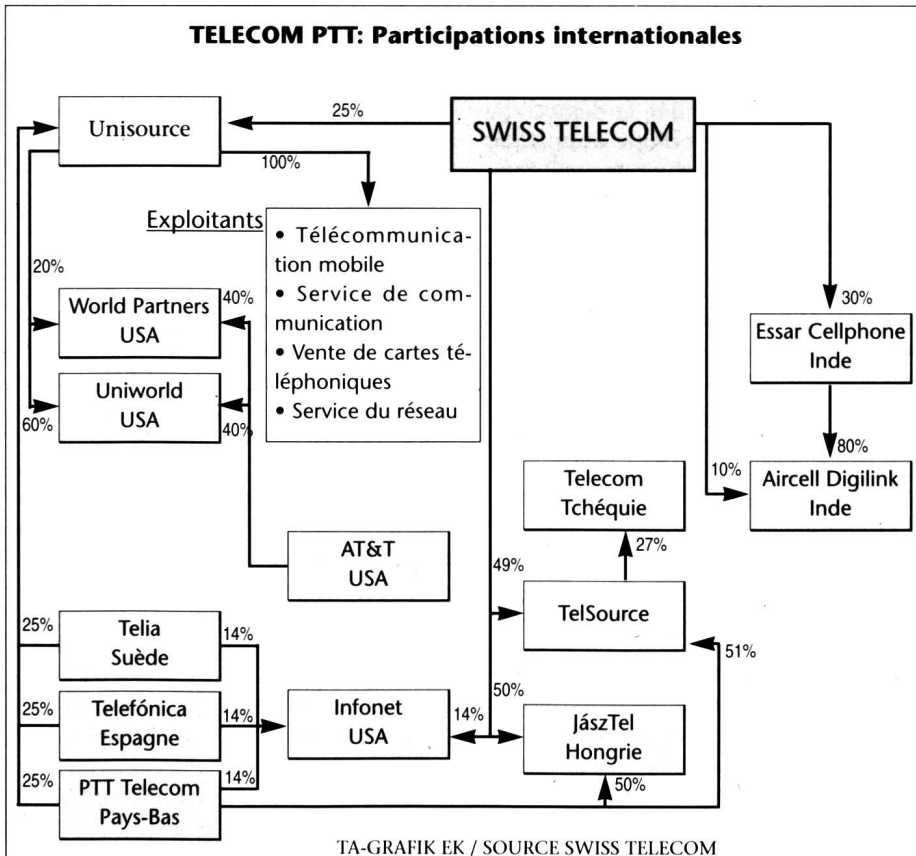 TELECOM PTT: Participations internationales
25%
Unisource
SWISS TELECOM
100%
Exploitants
• Télécommunica-
tion mobile
• Service de com-
munication
• Vente de cartes té-
léphoniques
• Service du réseau
20%
40%
World Partners
USA
30%
Essar Cellphone
Inde
Uniworld
USA
60%
40%
80%
10%
Aircell Digilink
Inde
Telecom
Tchéquie
27%
AT&T
USA
49%
TelSource
51%
25%
Telia
Suède
14%
25%
Telefónica
Espagne
14%
Infonet
USA
14%
50%
JászTel
Hongrie
50%
25%
PTT Telecom
Pays-Bas
14%
TA-GRAFIK EK / SOURCE SWISS TELECOM